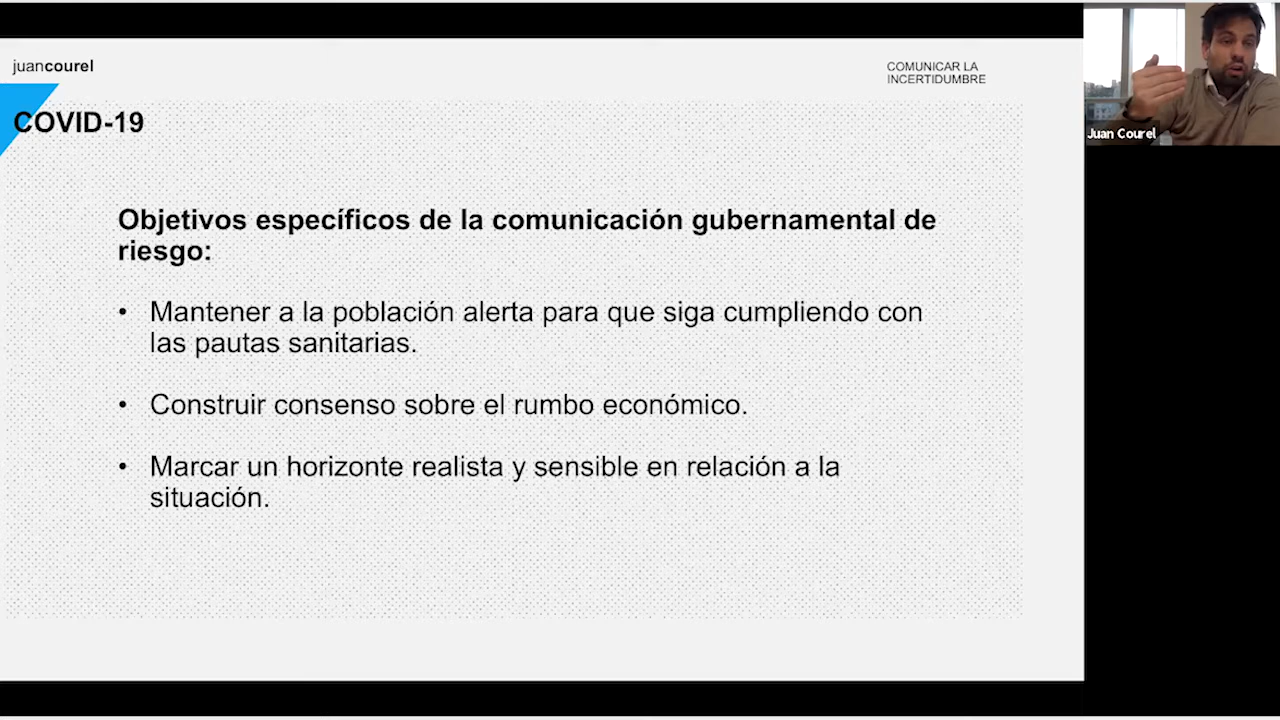 juancourel
COMUNICAR LA
INCERTIDUMBRE
COVID-19
Objetivos específicos de la comunicación gubernamental de
riesgo:
• Mantener a la población alerta para que siga cumpliendo con
las pautas sanitarias.
• Construir consenso sobre el rumbo económico.
• Marcar un horizonte realista y sensible en relación a la
situación.
Juan Courel